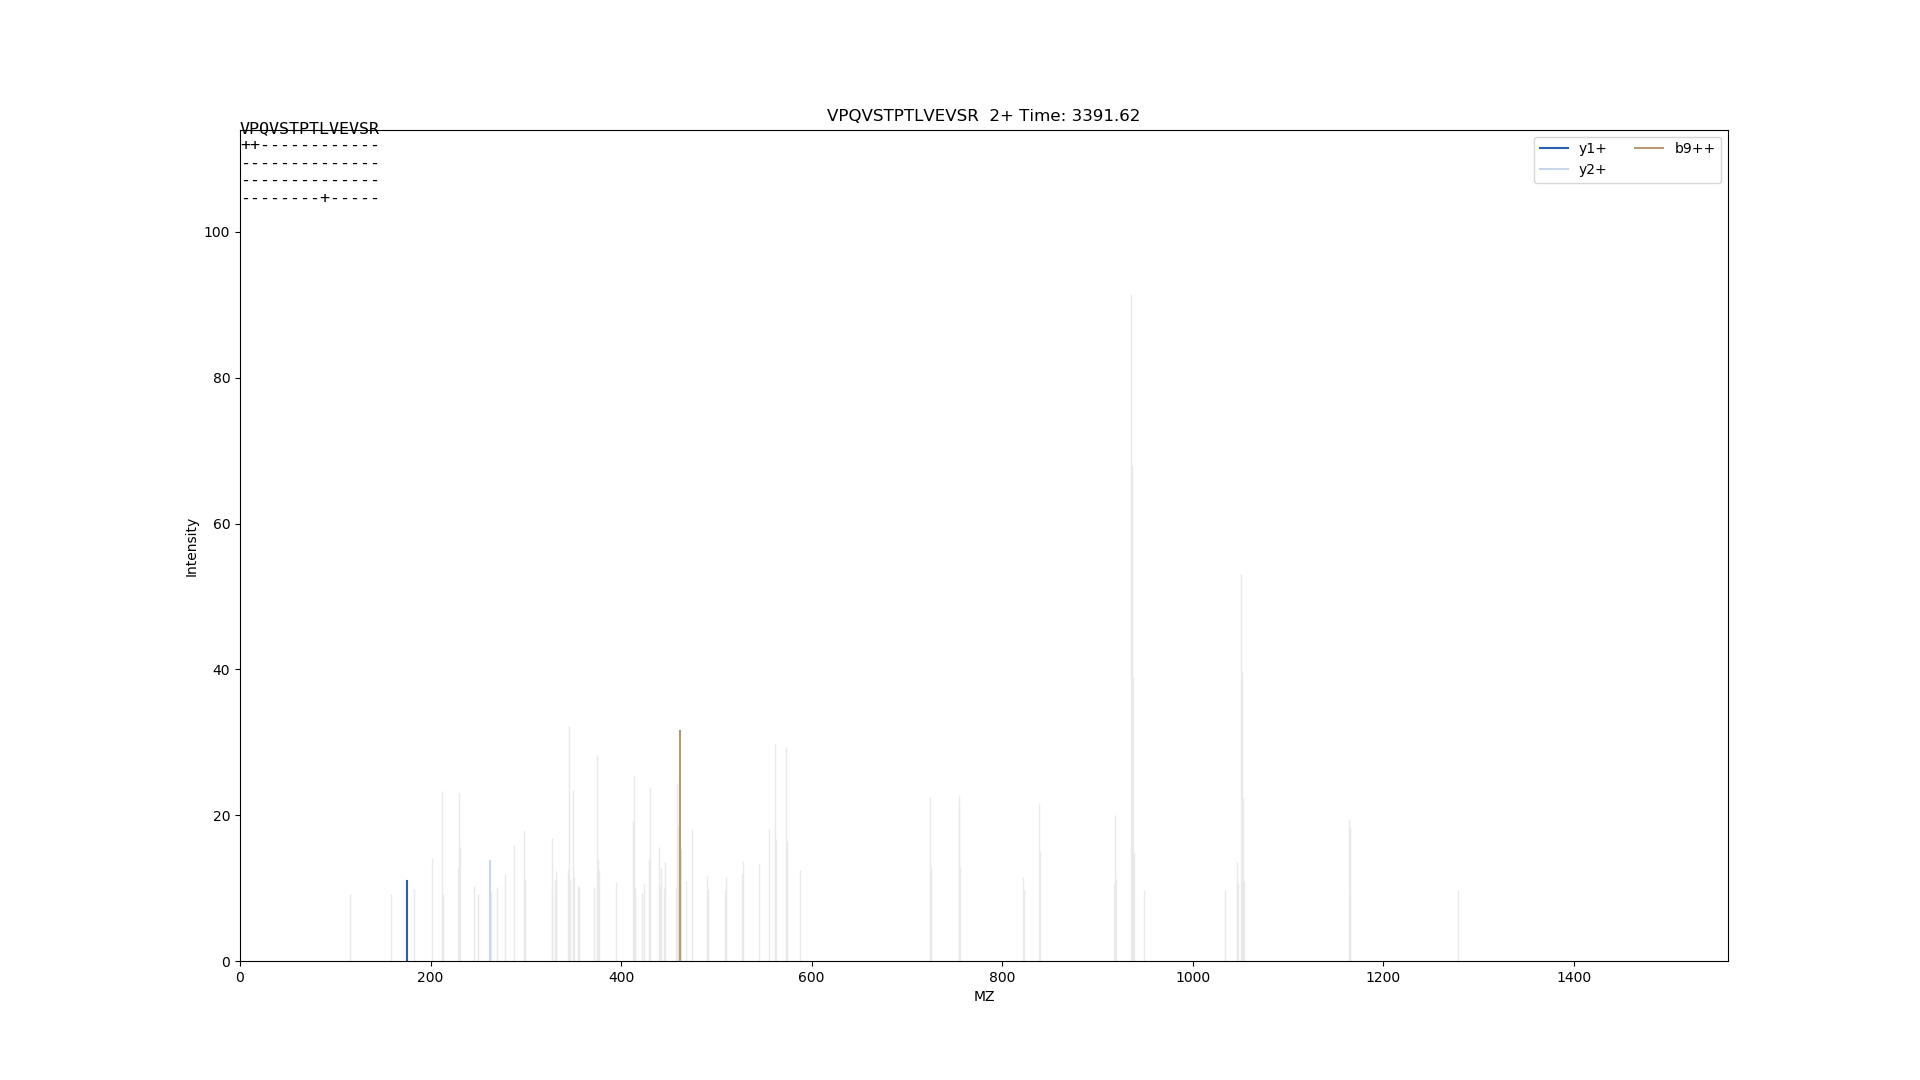 VPQVSTPTLVEVSR 2+ Time: 3391.62
VPQVSTPTLVEVSR
++------------
--------------
--------------
--------+-----
y1+
y2+
b9++
100
80
60
40
20
0
Intensity
0 200 400 600 800 1000 1200 1400
MZ